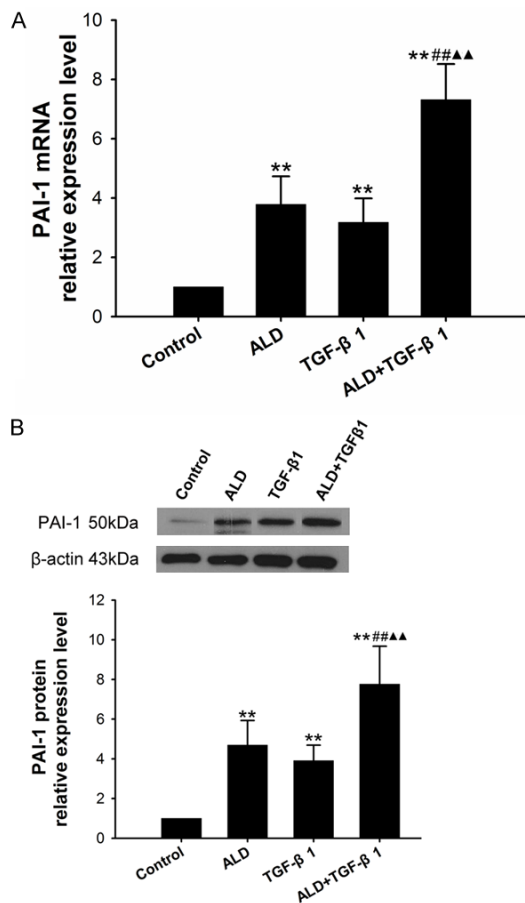 A
PAI-1 mRNA
relative expression level
10
8
6
4
2
0
**
**
**##▲▲
Control
ALD
TGF-β 1
ALD+TGF-β 1
B
Control
ALD
TGF-β1
ALD+TGFβ1
PAI-1 50kDa
β-actin 43kDa
PAI-1 protein
relative expression level
12
10
8
6
4
2
0
**
**
**##▲▲
Control
ALD
TGF-β 1
ALD+TGF-β 1